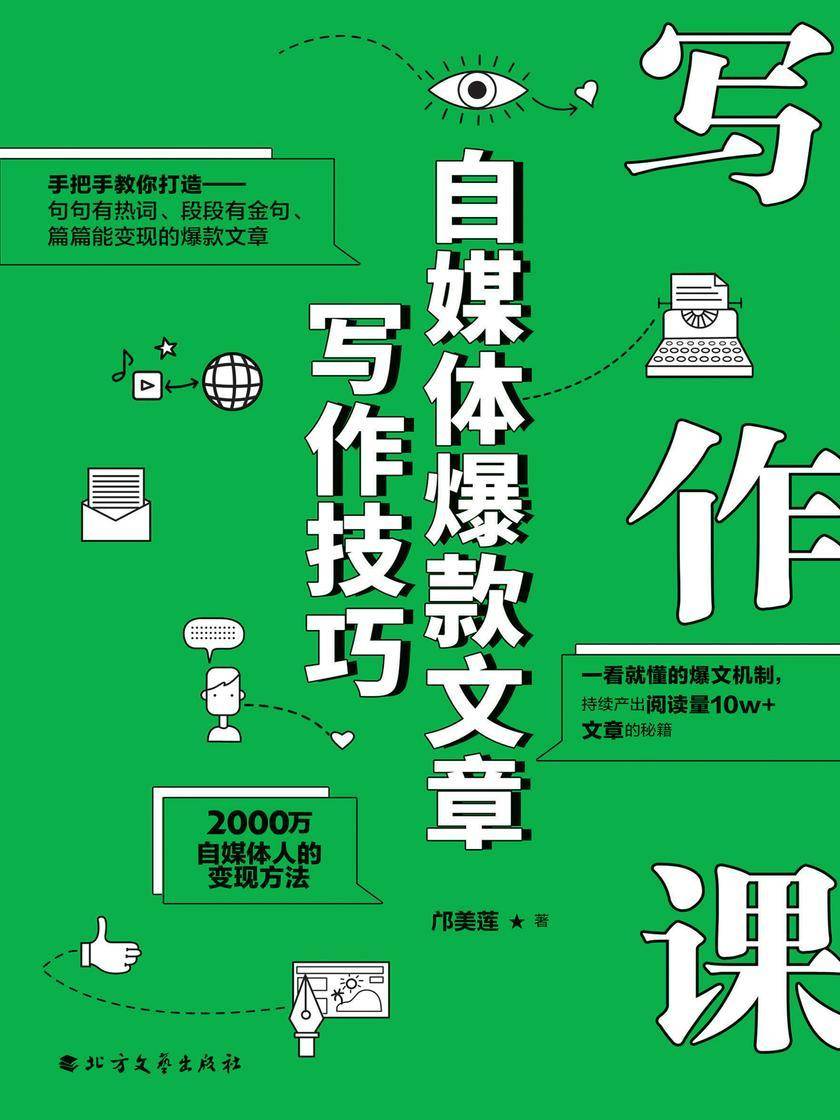 写作课
自媒体爆款文章
写作技巧
手把手教你打造——
句句有热词、段段有金句、
篇篇能变现的爆款文章
一看就懂的爆文机制,
持续产出阅读量10w+
文章的秘籍
2000万
自媒体人的
变现方法
邝美莲 ★ 著
北方文艺出版社